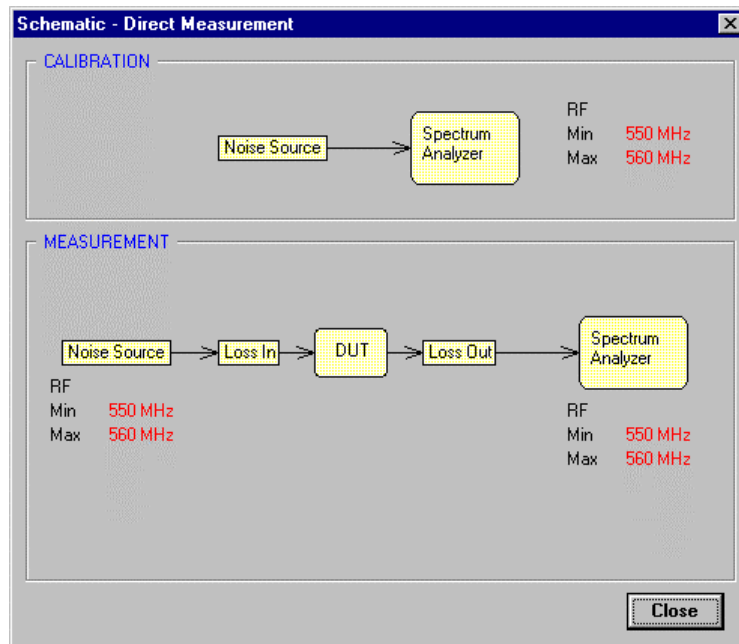 Schematic - Direct Measurement
CALIBRATION
Noise Source
Spectrum
Analyzer
RF
Min 550 MHz
Max 560 MHz
MEASUREMENT
Noise Source
Loss In
DUT
Loss Out
Spectrum
Analyzer
RF
Min 550 MHz
Max 560 MHz
RF
Min 550 MHz
Max 560 MHz
Close